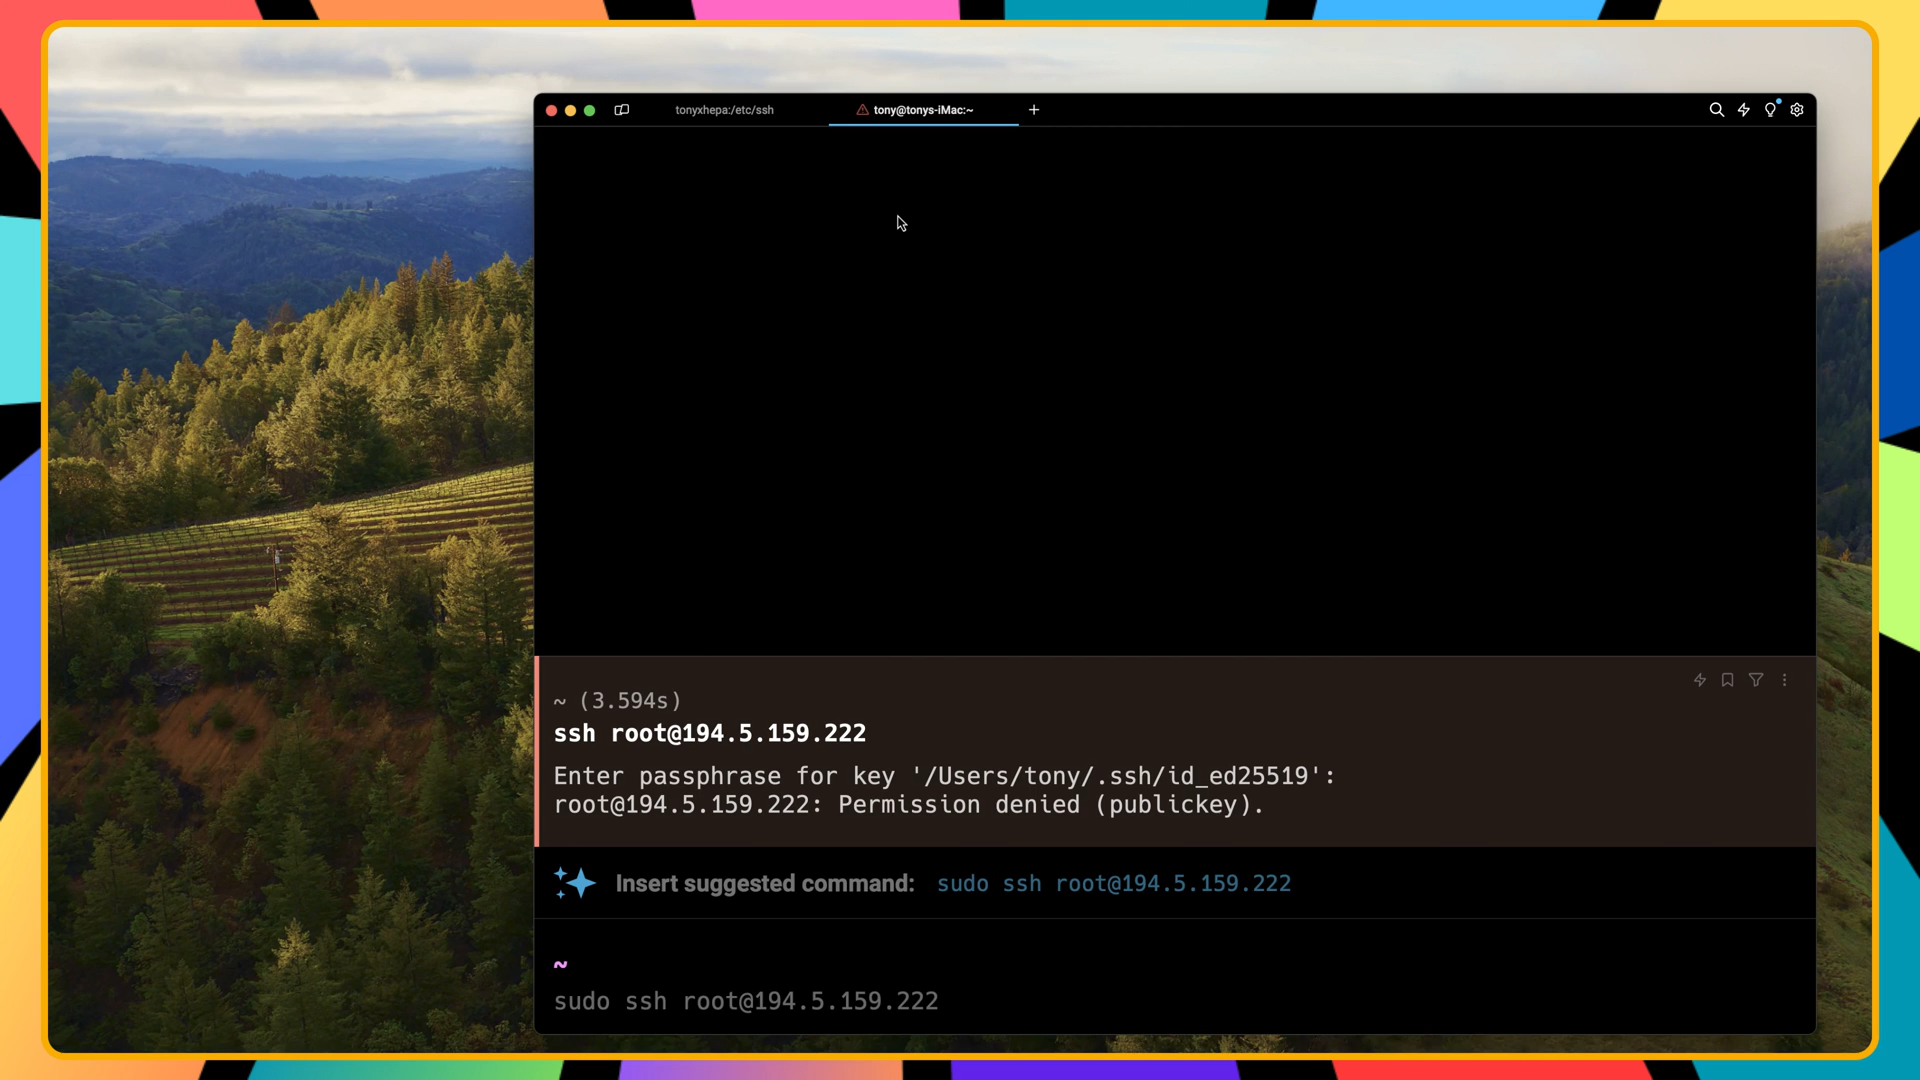 tonyxhepa:/etc/ssh
tony@tonys-iMac:~
~ (3.594s)
ssh root@194.5.159.222
Enter passphrase for key '/Users/tony/.ssh/id_ed25519':
root@194.5.159.222: Permission denied (publickey).
Insert suggested command: sudo ssh root@194.5.159.222
~
sudo ssh root@194.5.159.222